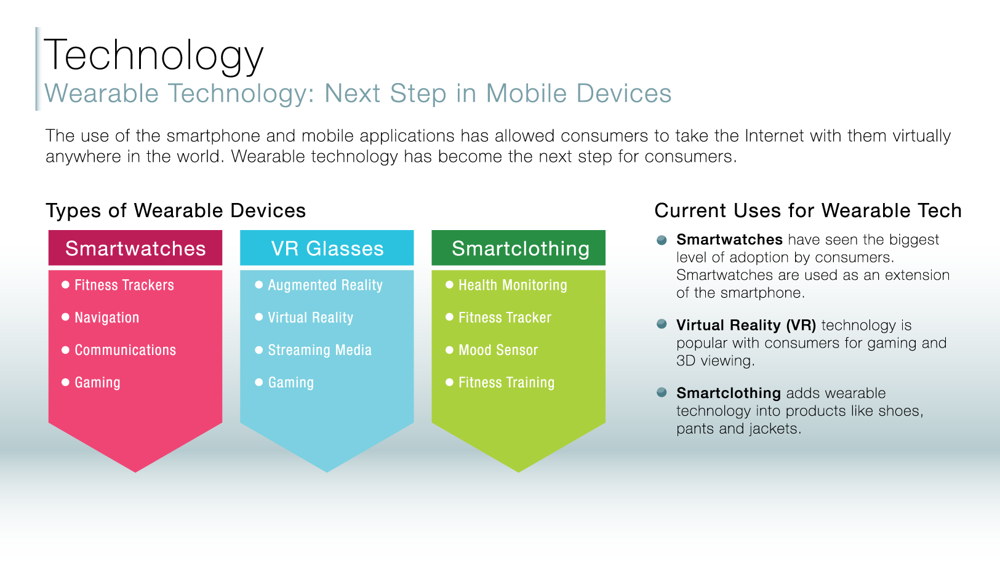 Technology
Wearable Technology: Next Step in Mobile Devices
The use of the smartphone and mobile applications has allowed consumers to take the Internet with them virtually
anywhere in the world. Wearable technology has become the next step for consumers.
Types of Wearable Devices
Smartwatches
Fitness Trackers
Navigation
Communications
Gaming
VR Glasses
Augmented Reality
Virtual Reality
Streaming Media
Gaming
Smartclothing
Health Monitoring
Fitness Tracker
Mood Sensor
Fitness Training
Current Uses for Wearable Tech
Smartwatches have seen the biggest
level of adoption by consumers.
Smartwatches are used as an extension
of the smartphone.
Virtual Reality (VR) technology is
popular with consumers for gaming and
3D viewing.
Smartclothing adds wearable
technology into products like shoes,
pants and jackets.